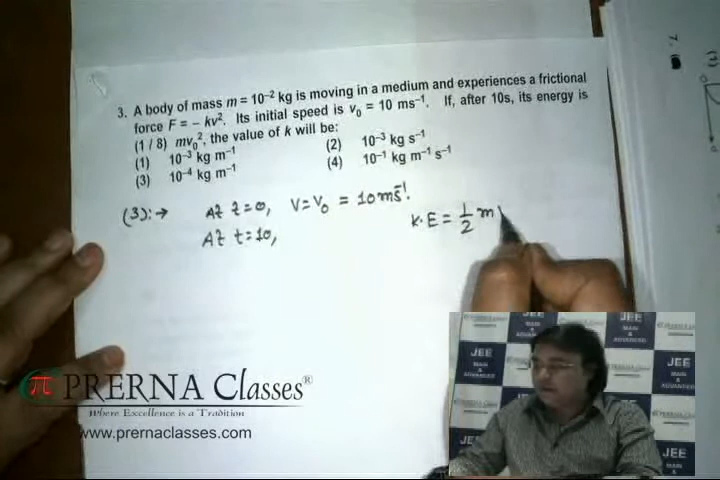 3. A body of mass m = 10⁻² kg is moving in a medium and experiences a frictional
force F = – kv². Its initial speed is v₀ = 10 ms⁻¹. If, after 10s, its energy is
(1 / 8) mv₀², the value of k will be:
(1) 10⁻³ kg m⁻¹ (2) 10⁻³ kg s⁻¹
(3) 10⁻⁴ kg m⁻¹ (4) 10⁻¹ kg m⁻¹ s⁻¹
(3):→ At t=0, V=V₀ = 10ms⁻¹.
At t=10, K.E = 1/2 m
π PRERNA Classes®
Where Excellence is a Tradition
www.prernaclasses.com
JEE
MAIN
&
ADVANCED
JEE
MAIN
&
ADVANCED